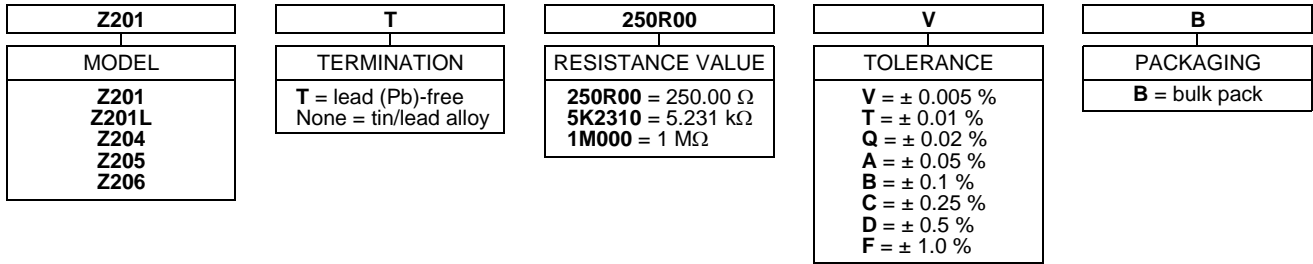 Z201
MODEL
Z201
Z201L
Z204
Z205
Z206
T
TERMINATION
T = lead (Pb)-free
None = tin/lead alloy
250R00
RESISTANCE VALUE
250R00 = 250.00 Ω
5K2310 = 5.231 kΩ
1M000 = 1 MΩ
V
TOLERANCE
V = ± 0.005 %
T = ± 0.01 %
Q = ± 0.02 %
A = ± 0.05 %
B = ± 0.1 %
C = ± 0.25 %
D = ± 0.5 %
F = ± 1.0 %
B
PACKAGING
B = bulk pack